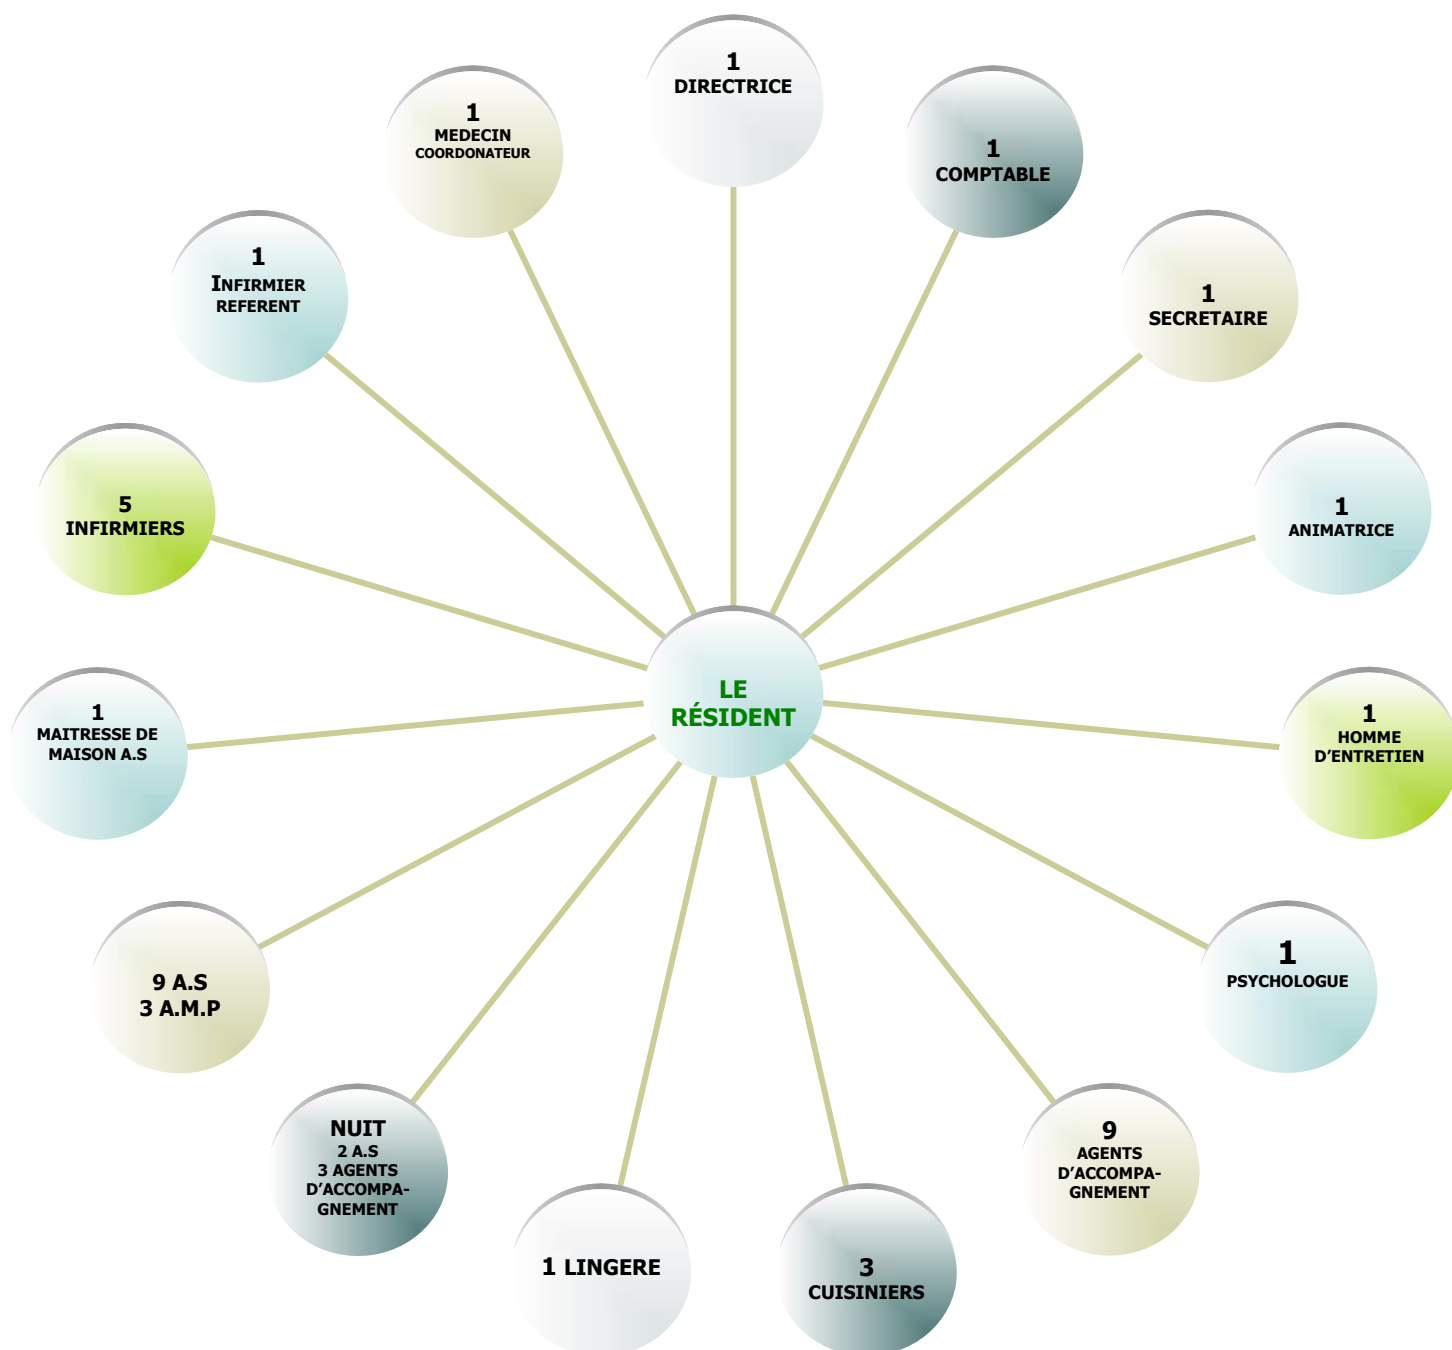 1
DIRECTRICE
1
COMPTABLE
1
SECRETAIRE
1
ANIMATRICE
1
HOMME
D'ENTRETIEN
1
PSYCHOLOGUE
9
AGENTS
D'ACCOMPA-
GNEMENT
3
CUISINIERS
1 LINGERE
NUIT
2 A.S
3 AGENTS
D'ACCOMPA-
GNEMENT
9 A.S
3 A.M.P
1
MAITRESSE DE
MAISON A.S
5
INFIRMIERS
1
INFIRMIER
REFERENT
1
MEDECIN
COORDONATEUR
LE
RÉSIDENT